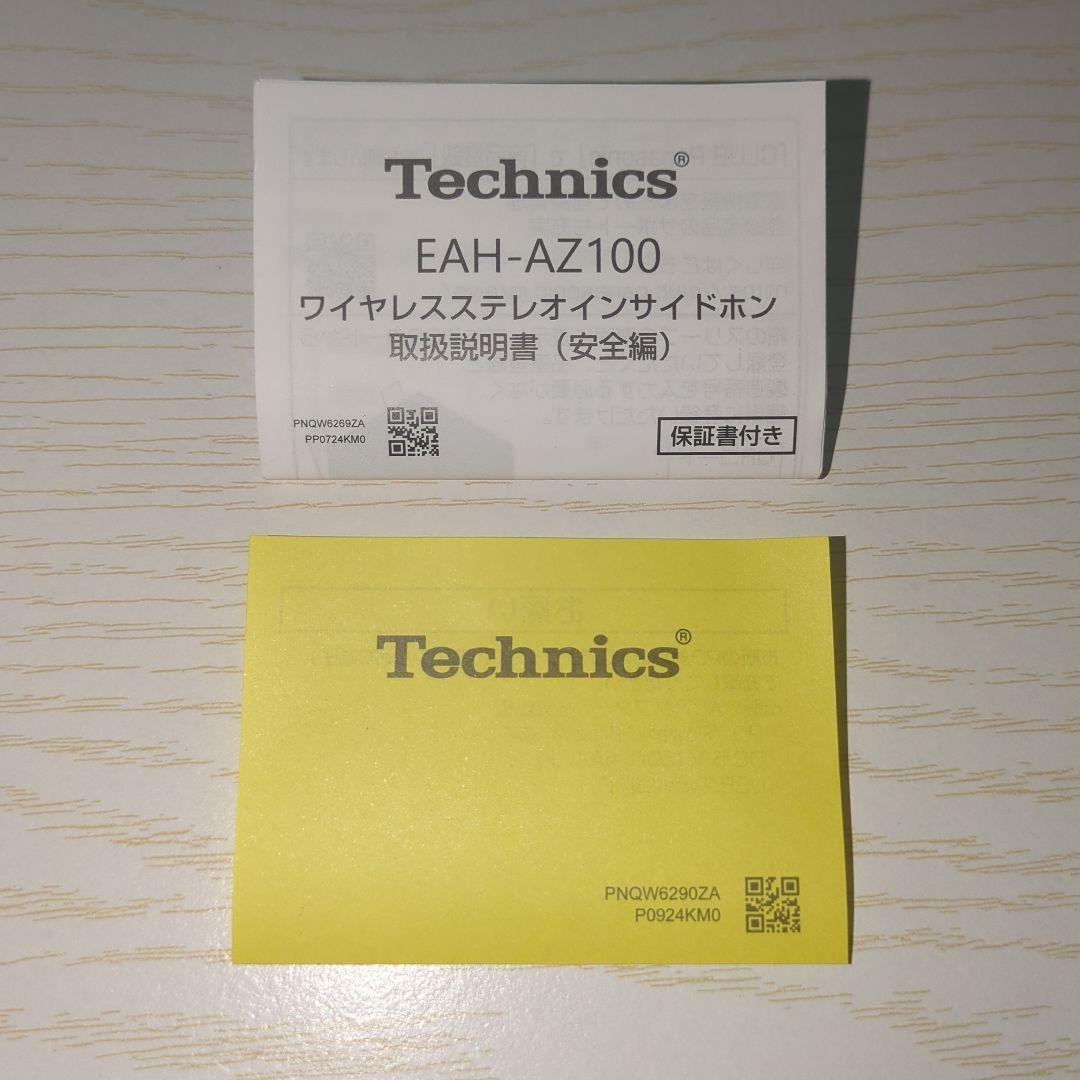 Technics®
EAH-AZ100
ワイヤレスステレオインサイドホン
取扱説明書（安全編）
PNQW6269ZA
PP0724KM0
保証書付き
Technics®
PNQW6290ZA
P0924KM0